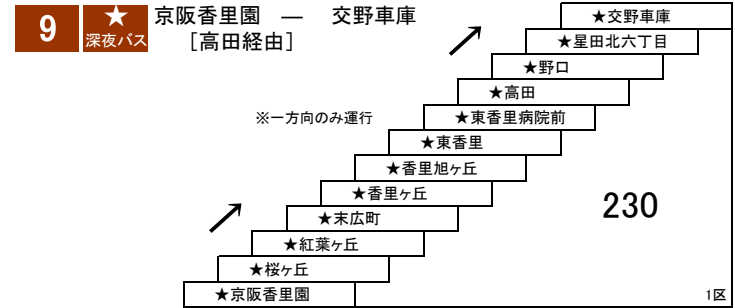 9 ★ 深夜バス 京阪香里園 ― 交野車庫
[高田経由]
★交野車庫
★星田北六丁目
★野口
★高田
※一方向のみ運行 ★東香里病院前
★東香里
★香里旭ヶ丘
★香里ヶ丘
230
★末広町
★紅葉ヶ丘
★桜ヶ丘
★京阪香里園
1区